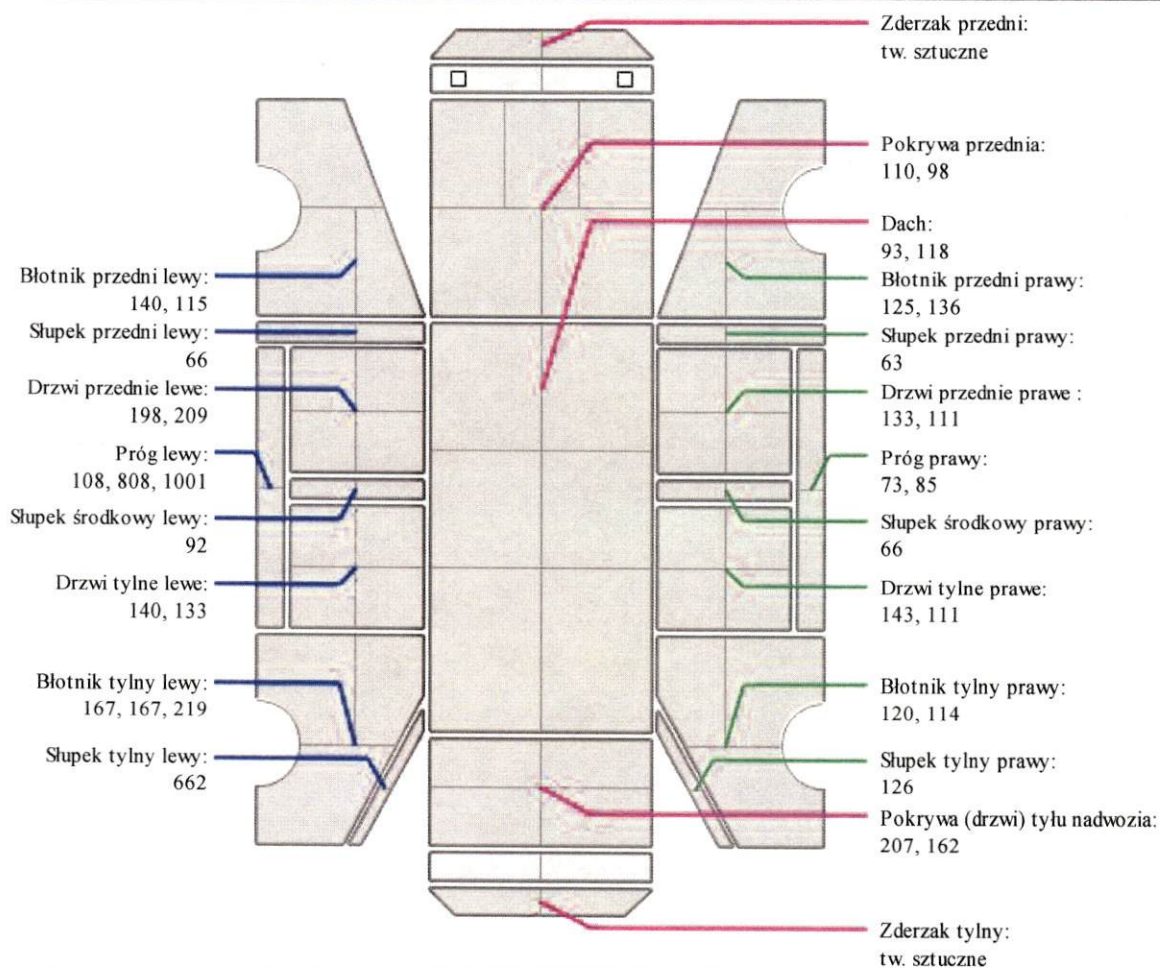 Zderzak przedni:
tw. sztuczne
Pokrywa przednia:
110, 98
Dach:
93, 118
Błotnik przedni lewy:
140, 115
Słupek przedni lewy:
66
Drzwi przednie lewe:
198, 209
Próg lewy:
108, 808, 1001
Słupek środkowy lewy:
92
Drzwi tylne lewe:
140, 133
Błotnik tylny lewy:
167, 167, 219
Słupek tylny lewy:
662
Błotnik przedni prawy:
125, 136
Słupek przedni prawy:
63
Drzwi przednie prawe :
133, 111
Próg prawy:
73, 85
Słupek środkowy prawy:
66
Drzwi tylne prawe:
143, 111
Błotnik tylny prawy:
120, 114
Słupek tylny prawy:
126
Pokrywa (drzwi) tyłu nadwozia:
207, 162
Zderzak tylny:
tw. sztuczne